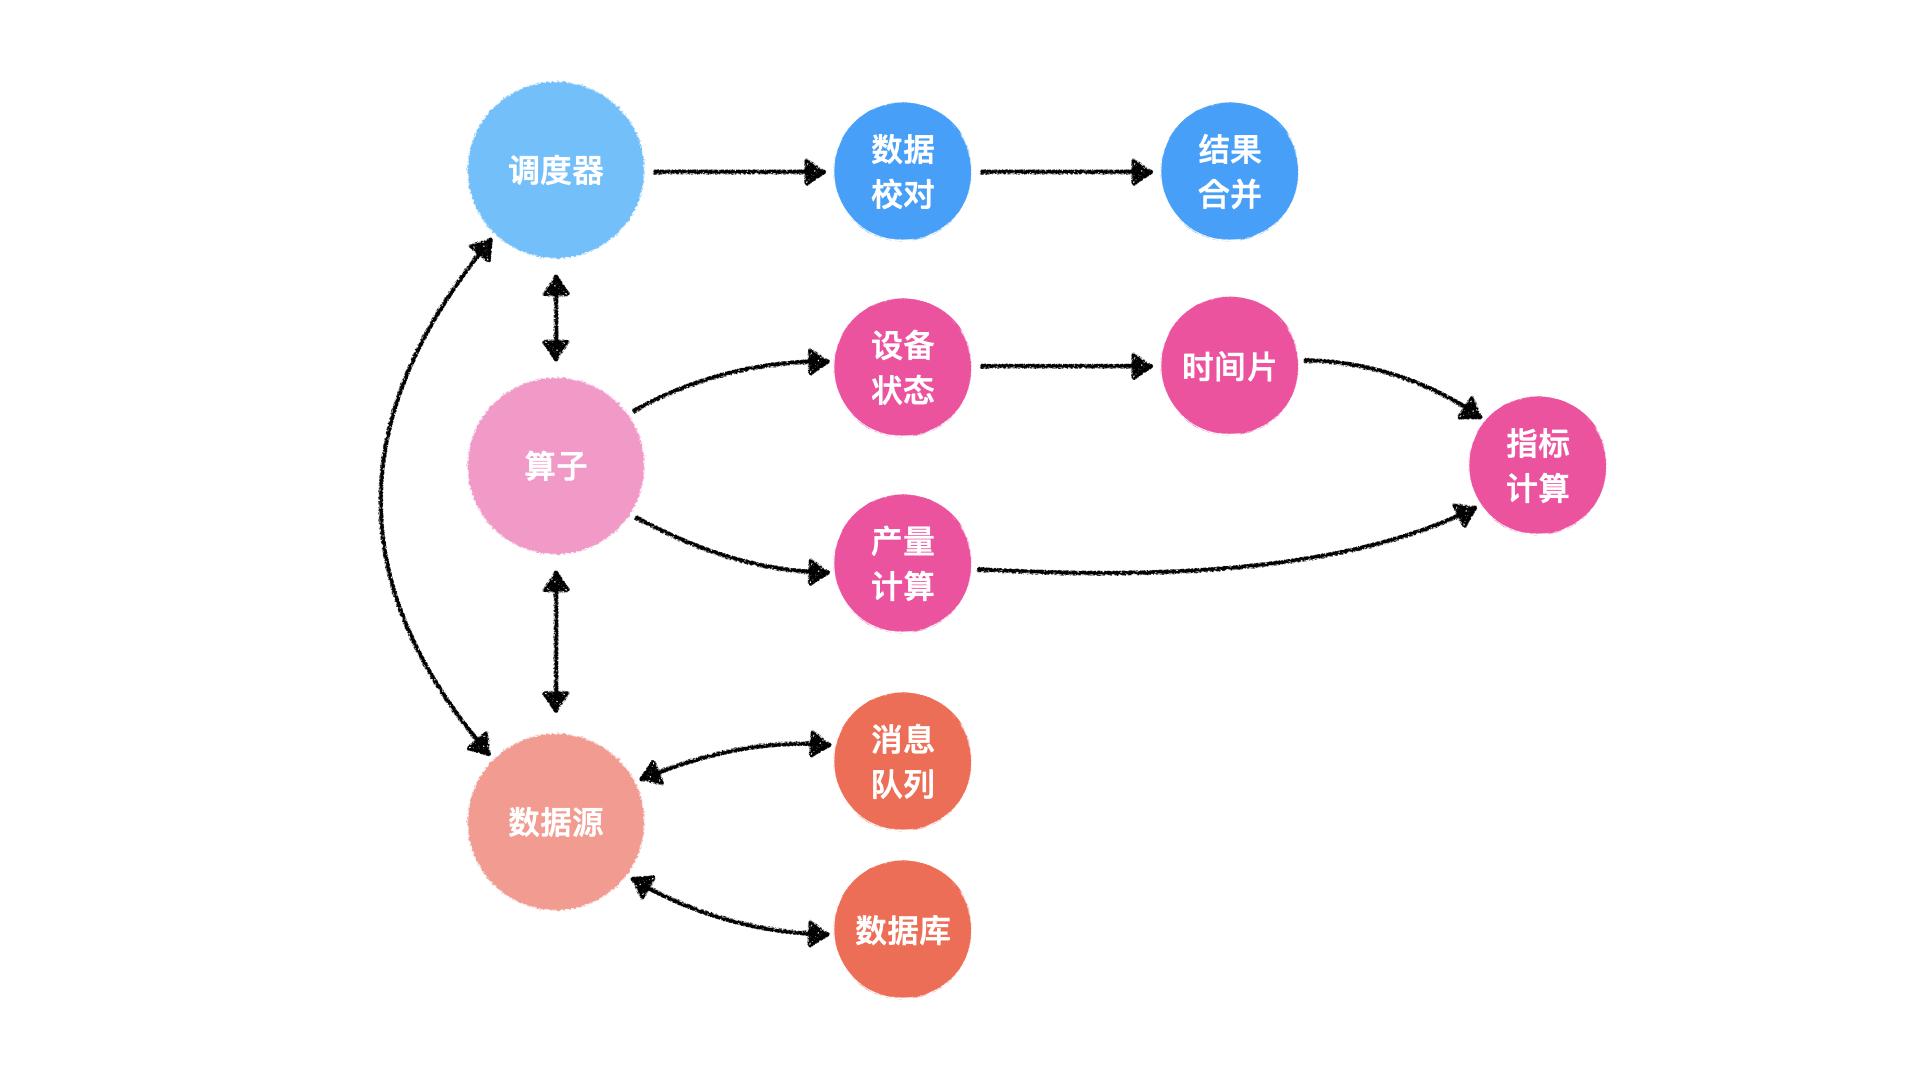 调度器
数据
校对
结果
合并
设备
状态
时间片
算子
指标
计算
产量
计算
消息
队列
数据源
数据库